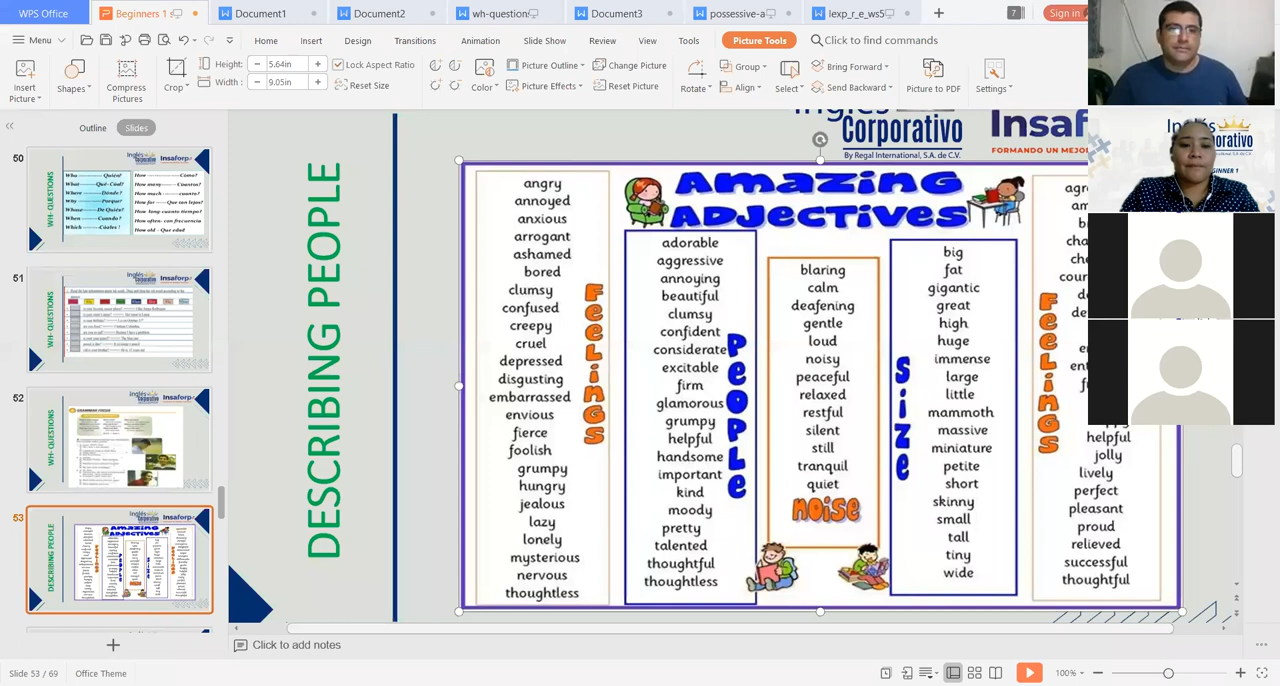 WPS Office
Beginners 1 s
Document1
Document2
wh-question
Document3
possessive-a
lexp_r_e_ws5
7
Sign in
Menu
Home
Insert
Design
Transitions
Animation
Slide Show
Review
View
Tools
Picture Tools
Click to find commands
Insert
Picture
Shapes
Compress
Pictures
Crop
Height:
5.64in
Width :
9.05in
Lock Aspect Ratio
Reset Size
Color
Picture Outline
Picture Effects
Change Picture
Reset Picture
Rotate
Group
Align
Select
Bring Forward
Send Backward
Picture to PDF
Settings
Outline
Slides
50
WH- QUESTIONS
51
WH- QUESTIONS
52
WH- QUESTIONS
53
DESCRIBING PEOPLE
DESCRIBING PEOPLE
Inglés
Corporativo
By Regal International, S.A. de C.V.
Insaf
FORMANDO UN MEJO
Amazing
Adjectives
angry
annoyed
anxious
arrogant
ashamed
bored
clumsy
confused
creepy
cruel
depressed
disgusting
embarrassed
envious
fierce
foolish
grumpy
hungry
jealous
lazy
lonely
mysterious
nervous
thoughtless
Feelings
adorable
aggressive
annoying
beautiful
clumsy
confident
considerate
excitable
firm
glamorous
grumpy
helpful
handsome
important
kind
moody
pretty
talented
thoughtful
thoughtless
People
blaring
calm
deafening
gentle
loud
noisy
peaceful
relaxed
restful
silent
still
tranquil
quiet
noise
Size
big
fat
gigantic
great
high
huge
immense
large
little
mammoth
massive
miniature
petite
short
skinny
small
tall
tiny
wide
Feelings
helpful
jolly
lively
perfect
pleasant
proud
relieved
successful
thoughtful
Click to add notes
Slide 53 / 69
Office Theme
100%